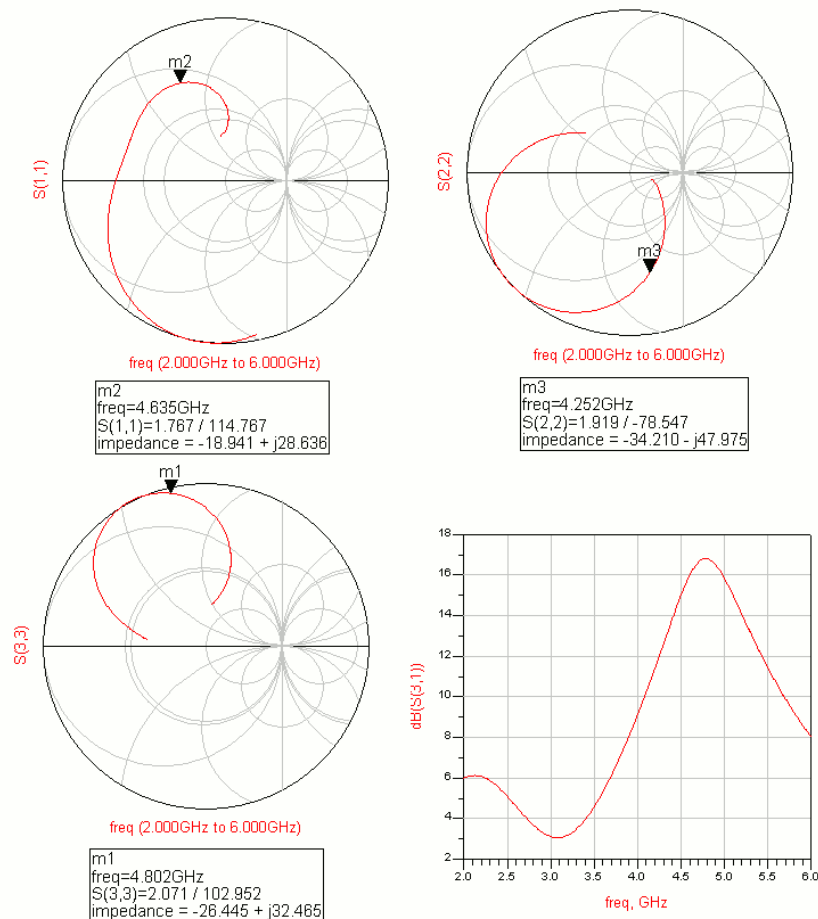 m2
S(1,1)
freq (2.000GHz to 6.000GHz)
m2
freq=4.635GHz
S(1,1)=1.767 / 114.767
impedance = -18.941 + j28.636
m3
S(2,2)
freq (2.000GHz to 6.000GHz)
m3
freq=4.252GHz
S(2,2)=1.919 / -78.547
impedance = -34.210 - j47.975
m1
S(3,3)
freq (2.000GHz to 6.000GHz)
m1
freq=4.802GHz
S(3,3)=2.071 / 102.952
impedance = -26.445 + j32.465
dB(S(3,1))
18
16
14
12
10
8
6
4
2
2.0 2.5 3.0 3.5 4.0 4.5 5.0 5.5 6.0
freq, GHz